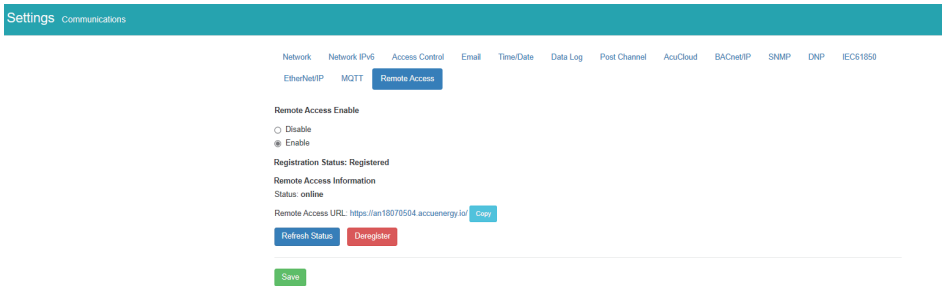 Settings Communications
Network Network IPv6 Access Control Email Time/Date Data Log Post Channel AcuCloud BACnet/IP SNMP DNP IEC61850
EtherNet/IP MQTT Remote Access
Remote Access Enable
Disable
Enable
Registration Status: Registered
Remote Access Information
Status: online
Remote Access URL: https://an18070504.accuenergy.io/ Copy
Refresh Status Deregister
Save